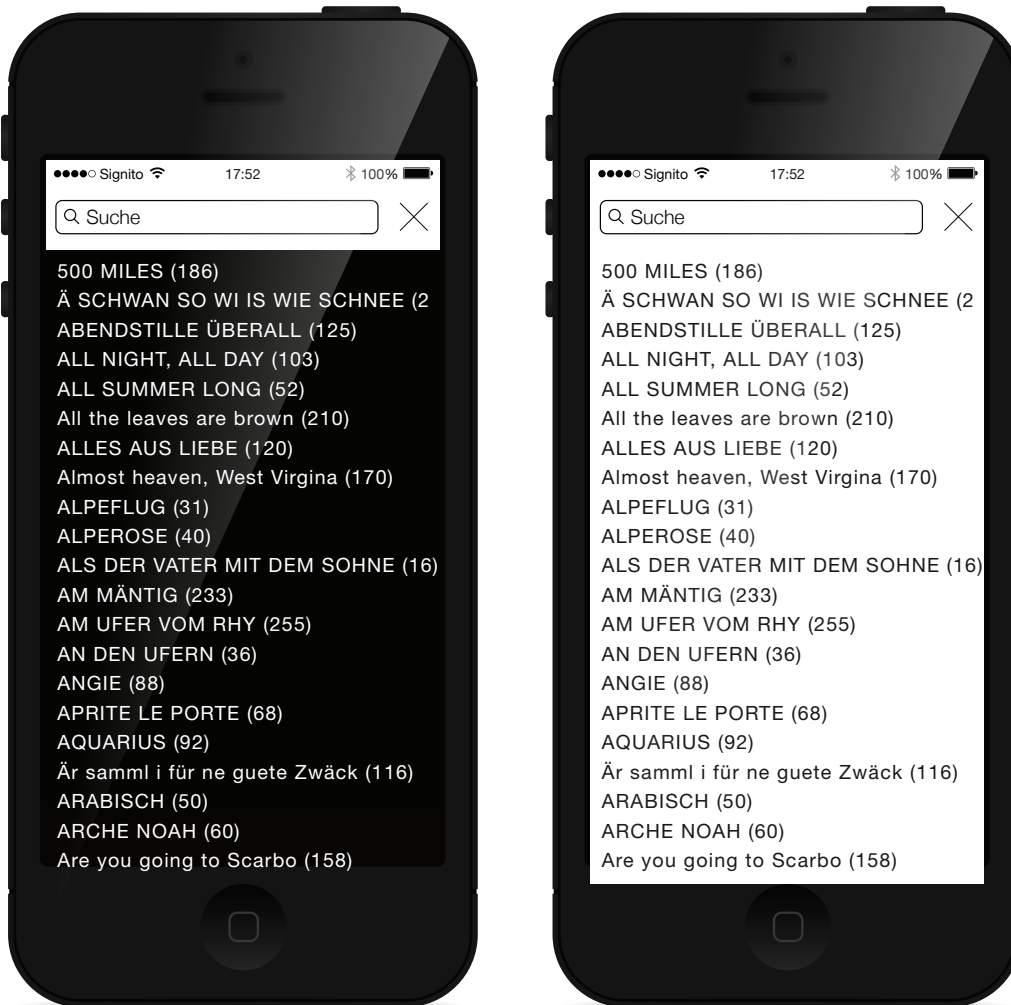 Signito 17:52 100%
Suche
500 MILES (186)
Ä SCHWAN SO WI IS WIE SCHNEE (2
ABENDSTILLE ÜBERALL (125)
ALL NIGHT, ALL DAY (103)
ALL SUMMER LONG (52)
All the leaves are brown (210)
ALLES AUS LIEBE (120)
Almost heaven, West Virgina (170)
ALPEFLUG (31)
ALPEROSE (40)
ALS DER VATER MIT DEM SOHNE (16)
AM MÄNTIG (233)
AM UFER VOM RHY (255)
AN DEN UFERN (36)
ANGIE (88)
APRITE LE PORTE (68)
AQUARIUS (92)
Är samml i für ne guete Zwäck (116)
ARABISCH (50)
ARCHE NOAH (60)
Are you going to Scarbo (158)
Signito 17:52 100%
Suche
500 MILES (186)
Ä SCHWAN SO WI IS WIE SCHNEE (2
ABENDSTILLE ÜBERALL (125)
ALL NIGHT, ALL DAY (103)
ALL SUMMER LONG (52)
All the leaves are brown (210)
ALLES AUS LIEBE (120)
Almost heaven, West Virgina (170)
ALPEFLUG (31)
ALPEROSE (40)
ALS DER VATER MIT DEM SOHNE (16)
AM MÄNTIG (233)
AM UFER VOM RHY (255)
AN DEN UFERN (36)
ANGIE (88)
APRITE LE PORTE (68)
AQUARIUS (92)
Är samml i für ne guete Zwäck (116)
ARABISCH (50)
ARCHE NOAH (60)
Are you going to Scarbo (158)